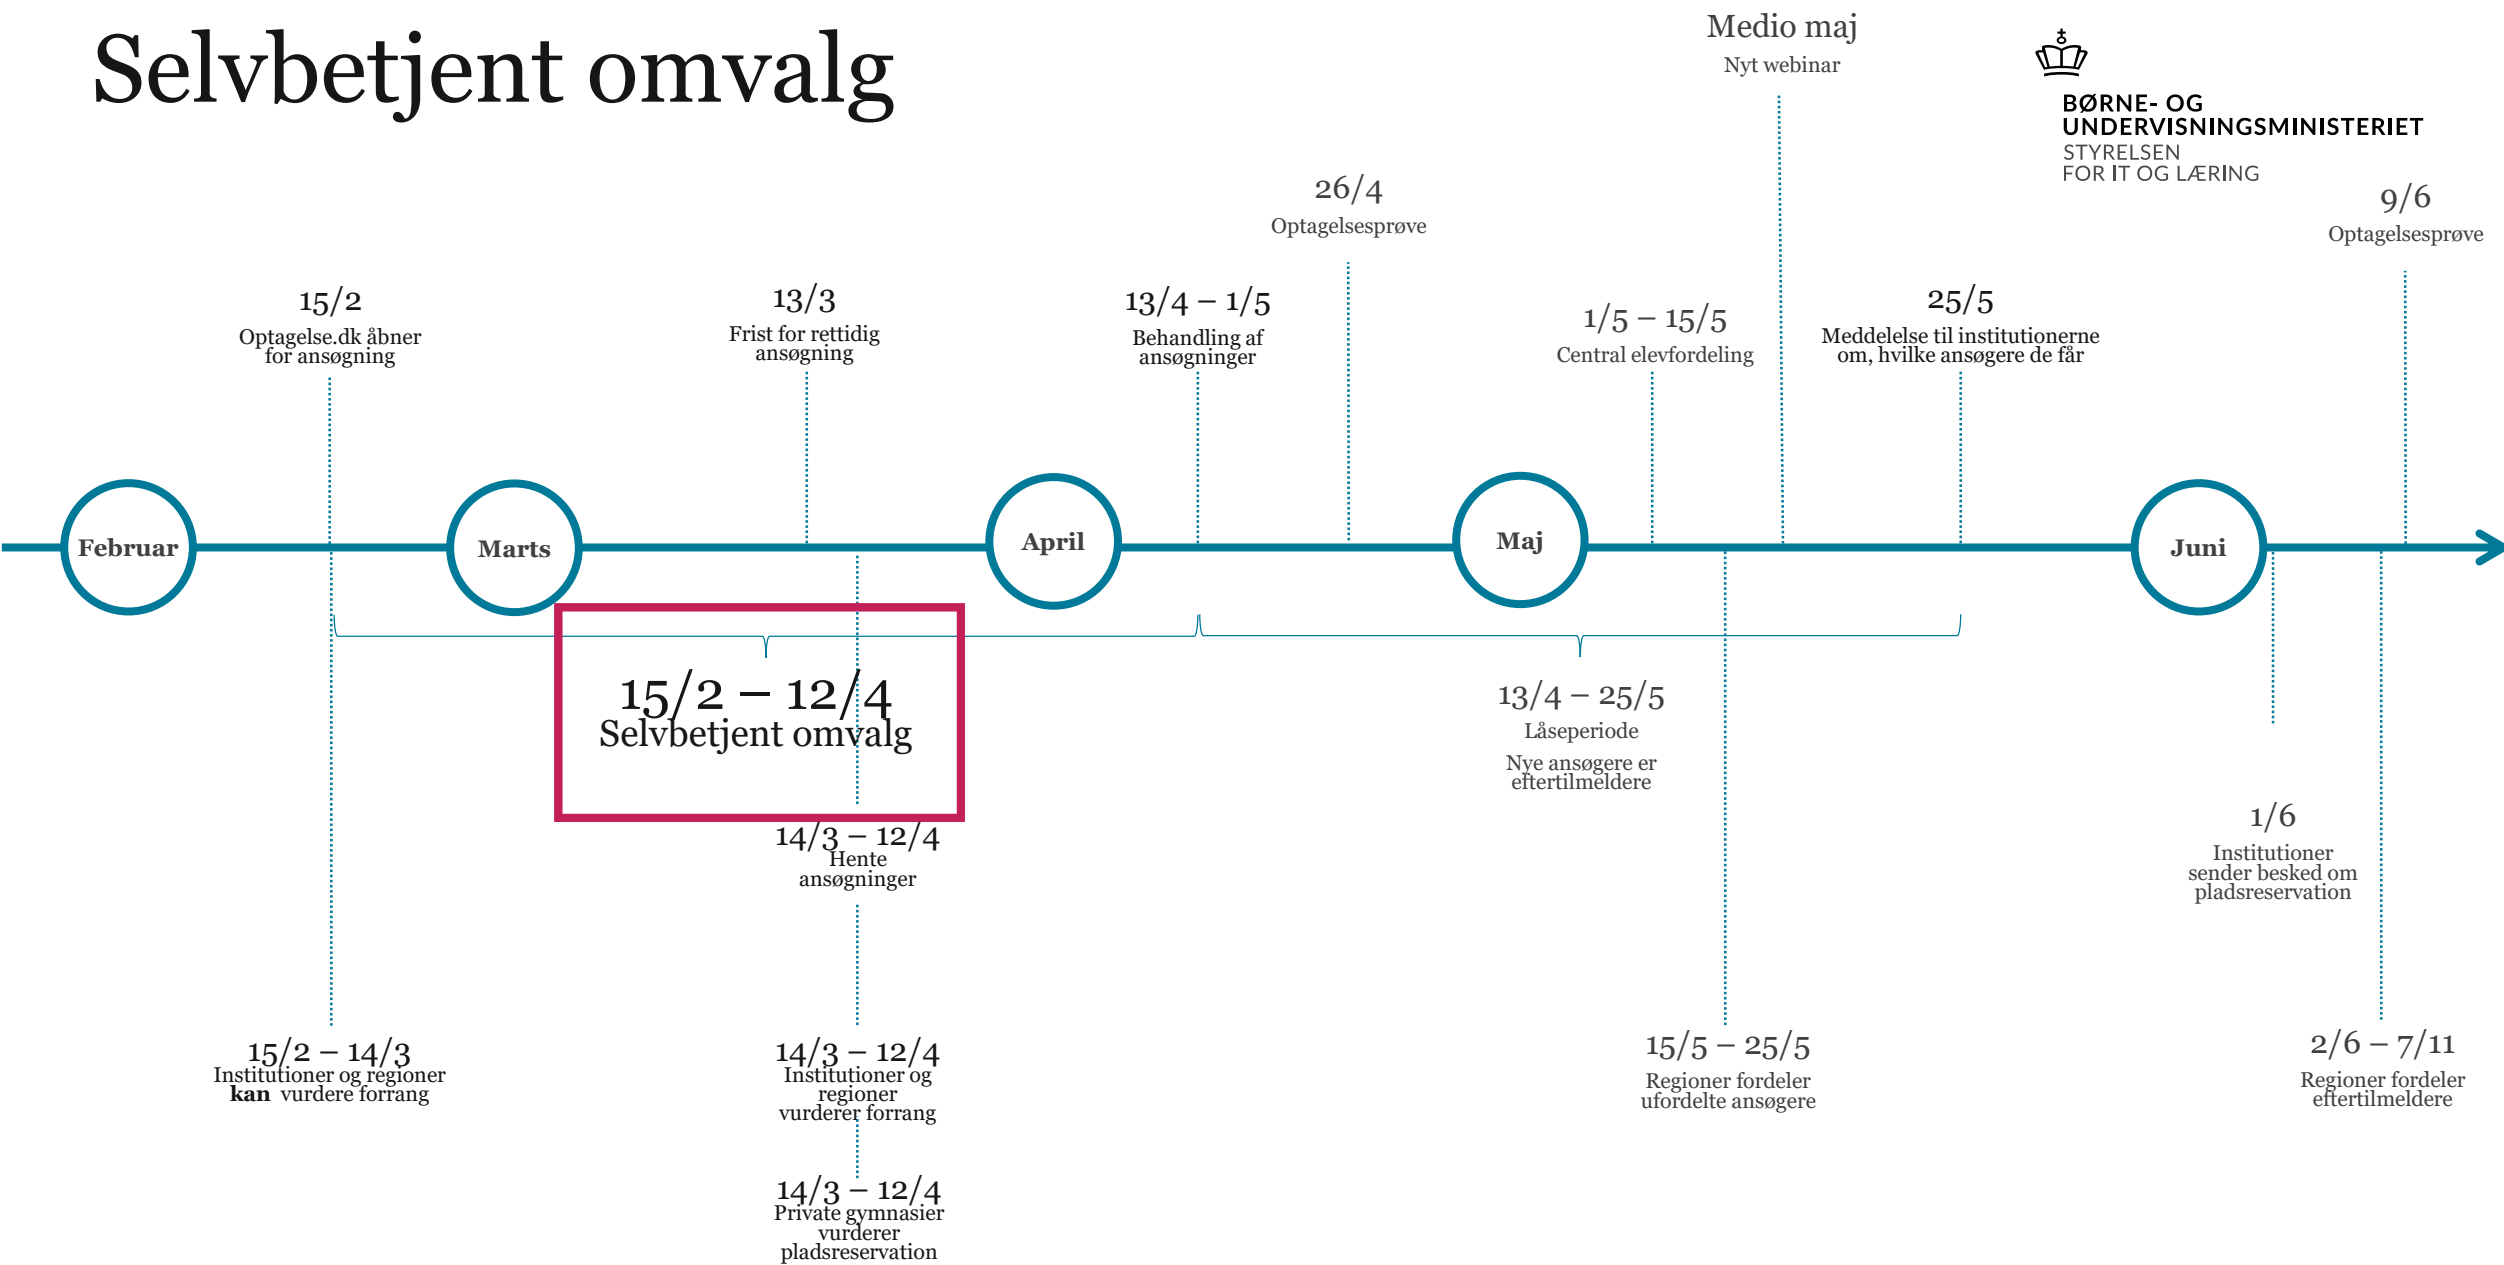 Selvbetjent omvalg
Medio maj
Nyt webinar
BØRNE- OG
UNDERVISNINGSMINISTERIET
STYRELSEN
FOR IT OG LÆRING
26/4
Optagelsesprøve
9/6
Optagelsesprøve
15/2
Optagelse.dk åbner
for ansøgning
13/3
Frist for rettidig
ansøgning
13/4 – 1/5
Behandling af
ansøgninger
1/5 – 15/5
Central elevfordeling
25/5
Meddelelse til institutionerne
om, hvilke ansøgere de får
Februar
Marts
April
Maj
Juni
15/2 – 12/4
Selvbetjent omvalg
13/4 – 25/5
Låseperiode
Nye ansøgere er
eftertilmeldere
14/3 – 12/4
Hente
ansøgninger
1/6
Institutioner
sender besked om
pladsreservation
15/2 – 14/3
Institutioner og regioner
kan vurdere forrang
14/3 – 12/4
Institutioner og
regioner
vurderer forrang
15/5 – 25/5
Regioner fordeler
ufordelte ansøgere
2/6 – 7/11
Regioner fordeler
eftertilmeldere
14/3 – 12/4
Private gymnasier
vurderer
pladsreservation